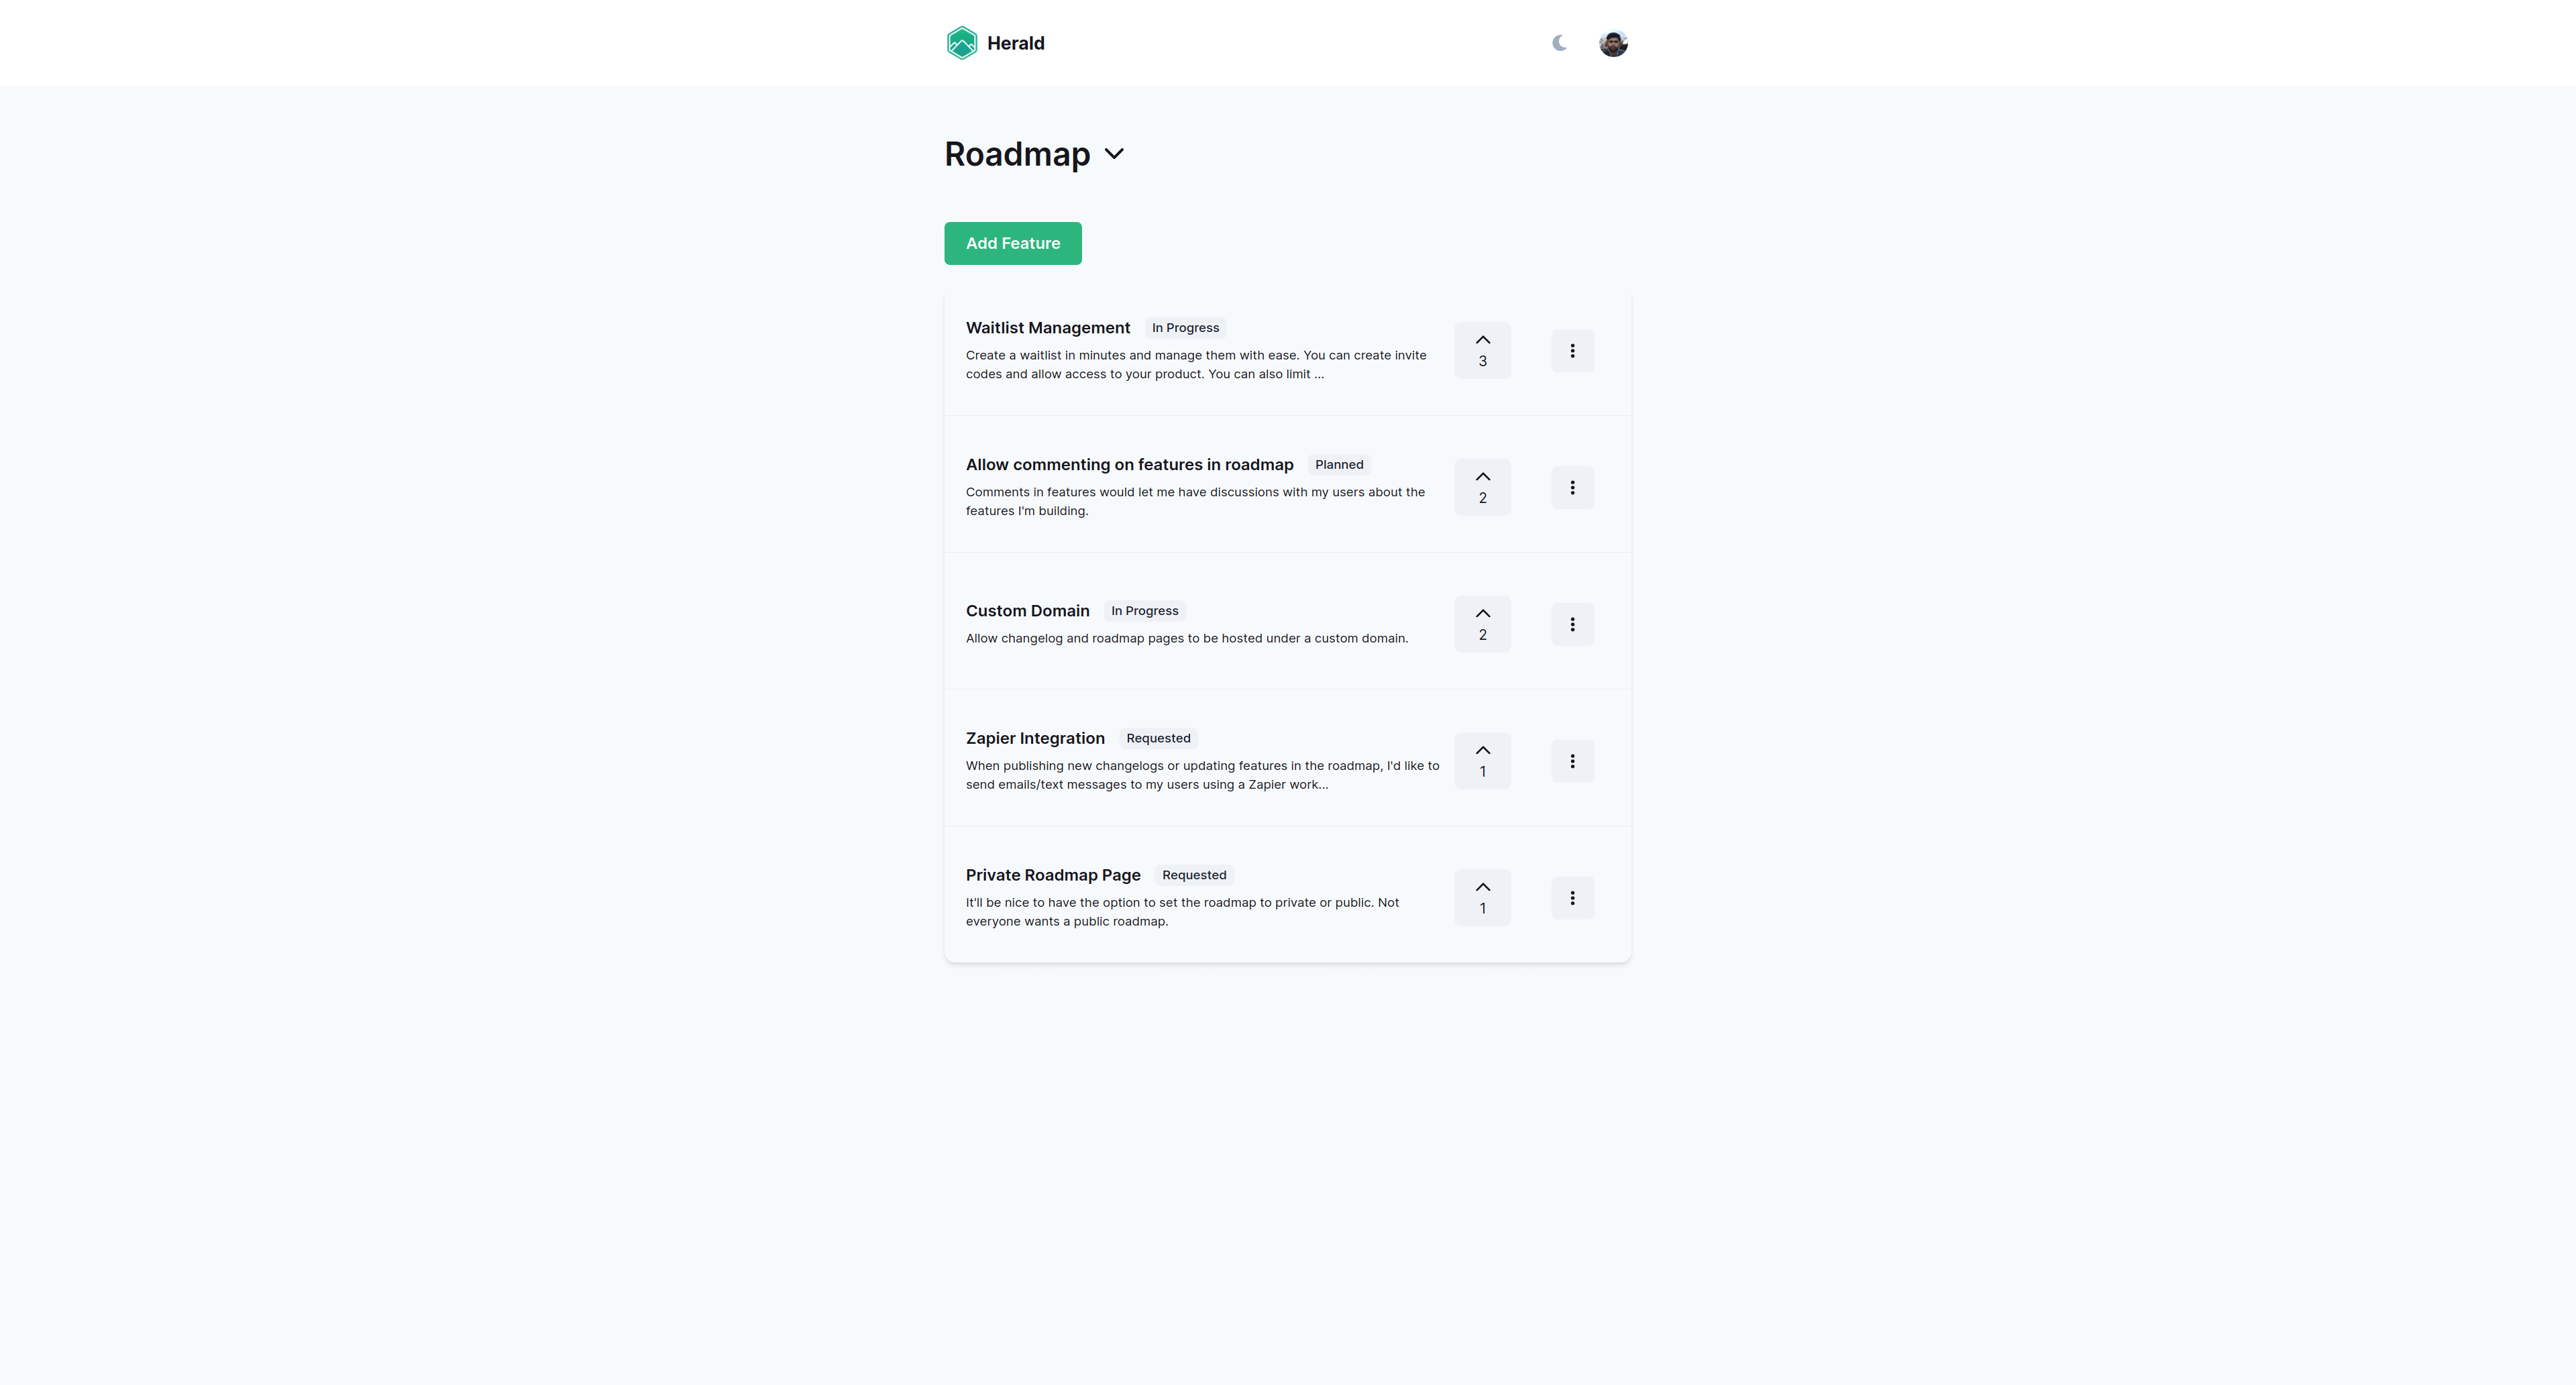 Herald
Roadmap
Add Feature
Waitlist Management In Progress
Create a waitlist in minutes and manage them with ease. You can create invite
codes and allow access to your product. You can also limit ...
3
Allow commenting on features in roadmap Planned
Comments in features would let me have discussions with my users about the
features I'm building.
2
Custom Domain In Progress
Allow changelog and roadmap pages to be hosted under a custom domain.
2
Zapier Integration Requested
When publishing new changelogs or updating features in the roadmap, I'd like to
send emails/text messages to my users using a Zapier work...
1
Private Roadmap Page Requested
It'll be nice to have the option to set the roadmap to private or public. Not
everyone wants a public roadmap.
1